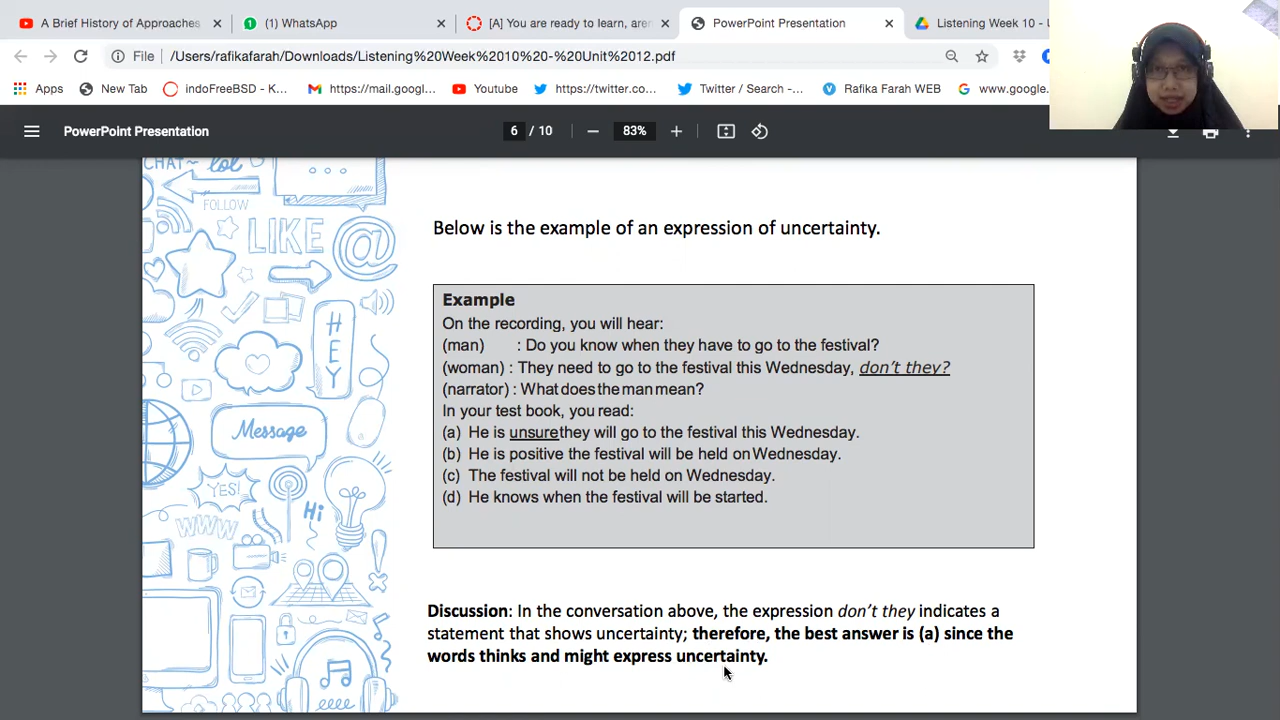 A Brief History of Approaches
(1) WhatsApp
[A] You are ready to learn, aren
PowerPoint Presentation
Listening Week 10 - U
File
/Users/rafikafarah/Downloads/Listening%20Week%2010%20-%20Unit%2012.pdf
Apps
New Tab
indoFreeBSD - K...
https://mail.googl...
Youtube
https://twitter.co...
Twitter / Search -...
Rafika Farah WEB
www.google.
PowerPoint Presentation
6 / 10
83%
CHAT~ lol
FOLLOW
LIKE @
HEY
Message
YES!
Hi
WWW
Below is the example of an expression of uncertainty.
Example
On the recording, you will hear:
(man) : Do you know when they have to go to the festival?
(woman) : They need to go to the festival this Wednesday, don't they?
(narrator) : What does the man mean?
In your test book, you read:
(a) He is unsurethey will go to the festival this Wednesday.
(b) He is positive the festival will be held on Wednesday.
(c) The festival will not be held on Wednesday.
(d) He knows when the festival will be started.
Discussion: In the conversation above, the expression don't they indicates a
statement that shows uncertainty; therefore, the best answer is (a) since the
words thinks and might express uncertainty.